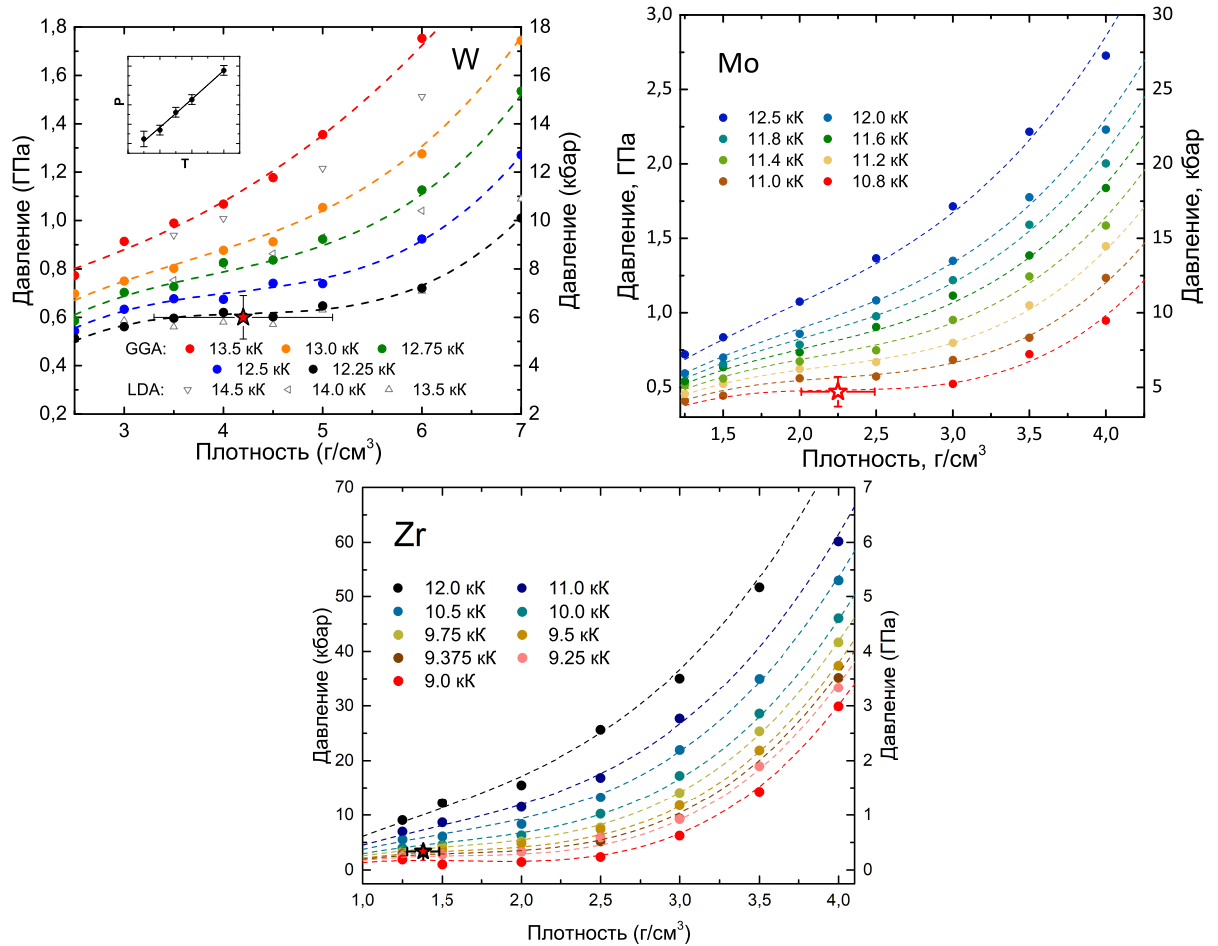 W
P
T
Давление (ГПа)
1,8
1,6
1,4
1,2
1,0
0,8
0,6
0,4
0,2
18
16
14
12
10
8
6
4
2
Давление (кбар)
GGA: 13.5 кК 13.0 кК 12.75 кК
12.5 кК 12.25 кК
LDA: 14.5 кК 14.0 кК 13.5 кК
3 4 5 6 7
Плотность (г/см³)
Mo
Давление, ГПа
3,0
2,5
2,0
1,5
1,0
0,5
30
25
20
15
10
5
Давление, кбар
12.5 кК 12.0 кК
11.8 кК 11.6 кК
11.4 кК 11.2 кК
11.0 кК 10.8 кК
1,5 2,0 2,5 3,0 3,5 4,0
Плотность, г/см³
Zr
Давление (кбар)
70
60
50
40
30
20
10
0
7
6
5
4
3
2
1
0
Давление (ГПа)
12.0 кК 11.0 кК
10.5 кК 10.0 кК
9.75 кК 9.5 кК
9.375 кК 9.25 кК
9.0 кК
1,0 1,5 2,0 2,5 3,0 3,5 4,0
Плотность (г/см³)